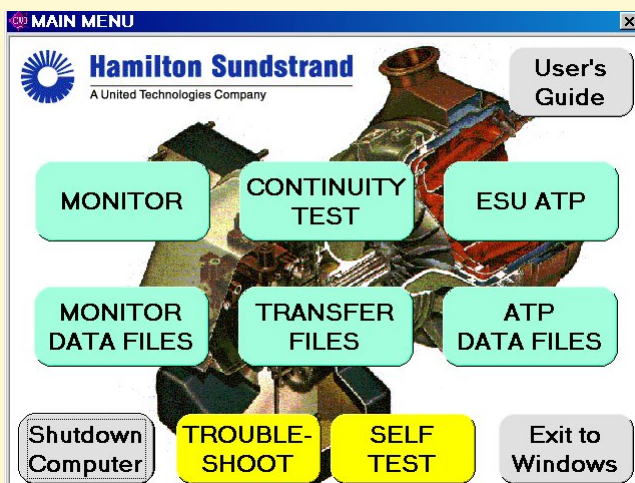 MAIN MENU
Hamilton Sundstrand
A United Technologies Company
User's
Guide
MONITOR
CONTINUITY
TEST
ESU ATP
MONITOR
DATA FILES
TRANSFER
FILES
ATP
DATA FILES
Shutdown
Computer
TROUBLE-
SHOOT
SELF
TEST
Exit to
Windows